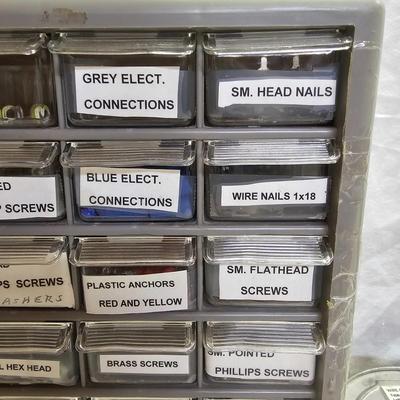 GREY ELECT.
CONNECTIONS
SM. HEAD NAILS
P SCREWS
BLUE ELECT.
CONNECTIONS
WIRE NAILS 1x18
PS SCREWS
ASHERS
PLASTIC ANCHORS
RED AND YELLOW
SM. FLATHEAD
SCREWS
L HEX HEAD
BRASS SCREWS
SM. POINTED
PHILLIPS SCREWS